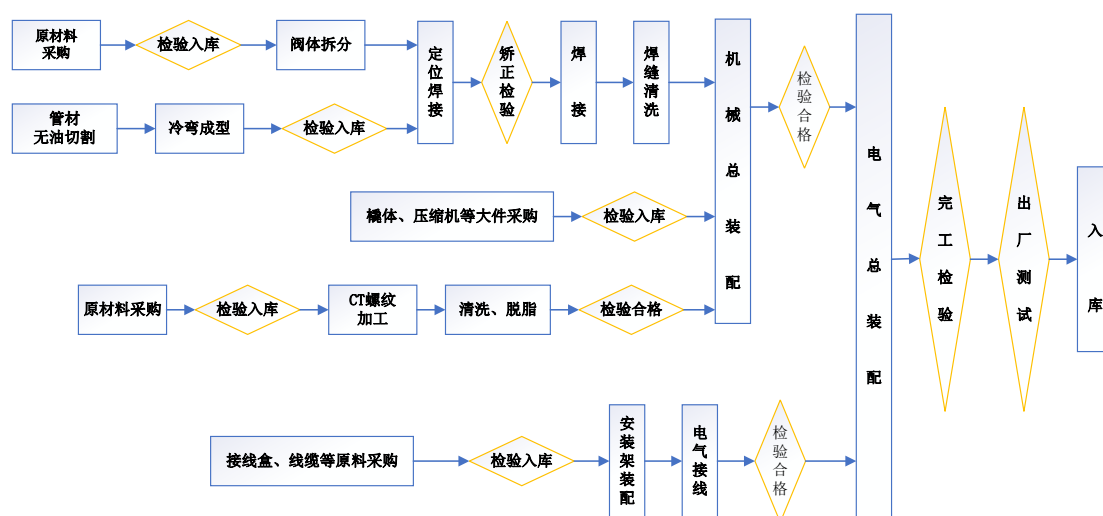 原材料
采购
检验入库
阀体拆分
定位焊接
矫正检验
焊接
焊缝清洗
机械总装配
检验合格
管材
无油切割
冷弯成型
检验入库
橇体、压缩机等大件采购
检验入库
原材料采购
检验入库
CT螺纹
加工
清洗、脱脂
检验合格
电气总装配
完工检验
出厂测试
入库
接线盒、线缆等原料采购
检验入库
安装架装配
电气接线
检验合格